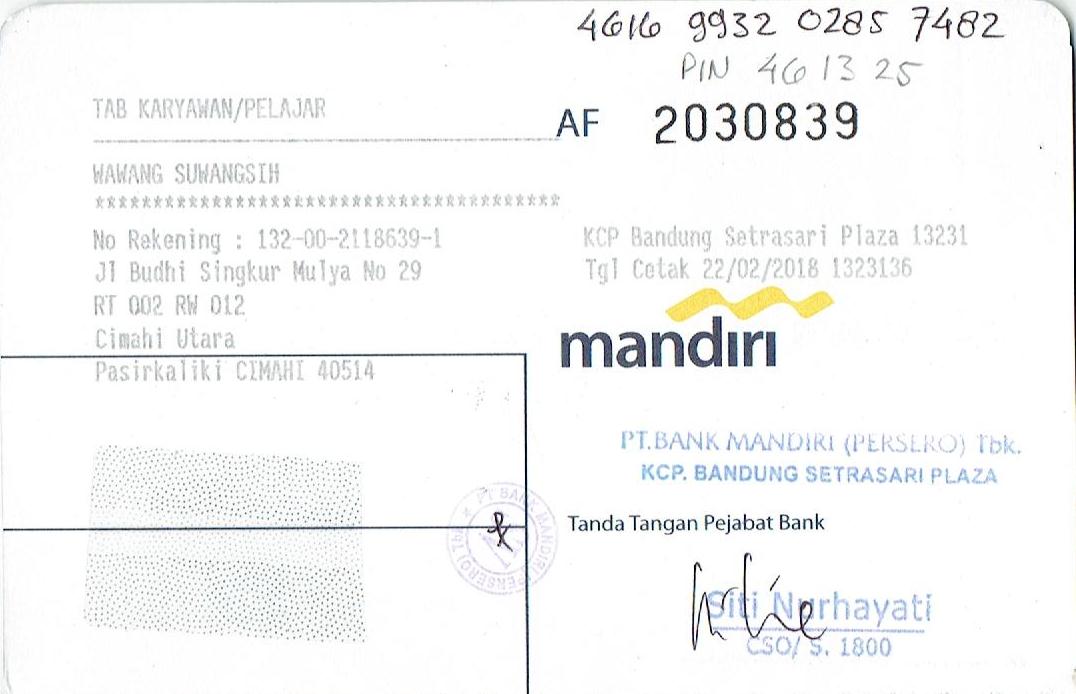 4616 9932 0285 7482
PIN 461325
TAB KARYAWAN/PELAJAR
AF 2030839
WAWANG SUWANGSIH
****************************************
No Rekening : 132-00-2118639-1
Jl Budhi Singkur Mulya No 29
RT 002 RW 012
Cimahi Utara
Pasirkaliki CIMAHI 40514
KCP Bandung Setrasari Plaza 13231
Tgl Cetak 22/02/2018 1323136
mandiri
PT.BANK MANDIRI (PERSERO) Tbk.
KCP. BANDUNG SETRASARI PLAZA
PT BANK MANDIRI (PERSERO) Tbk
Tanda Tangan Pejabat Bank
Siti Nurhayati
CSO/ S. 1800